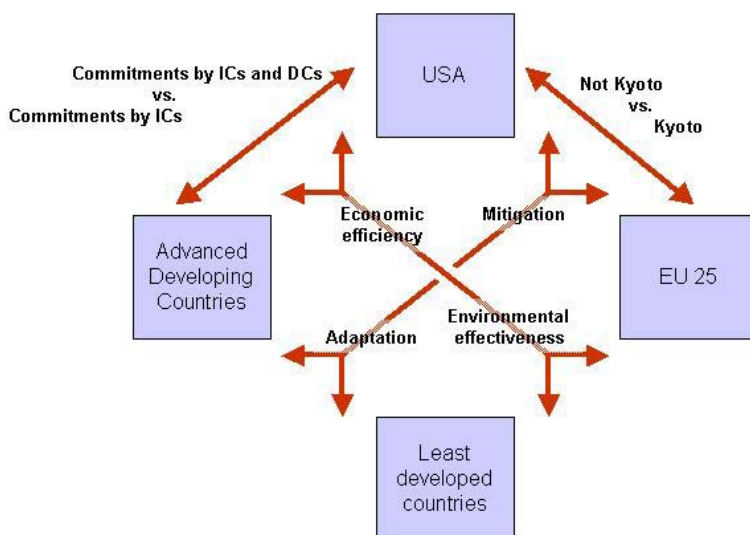 Commitments by ICs and DCs
vs.
Commitments by ICs
USA
Not Kyoto
vs.
Kyoto
Economic
efficiency
Mitigation
Advanced
Developing
Countries
EU 25
Adaptation
Environmental
effectiveness
Least
developed
countries